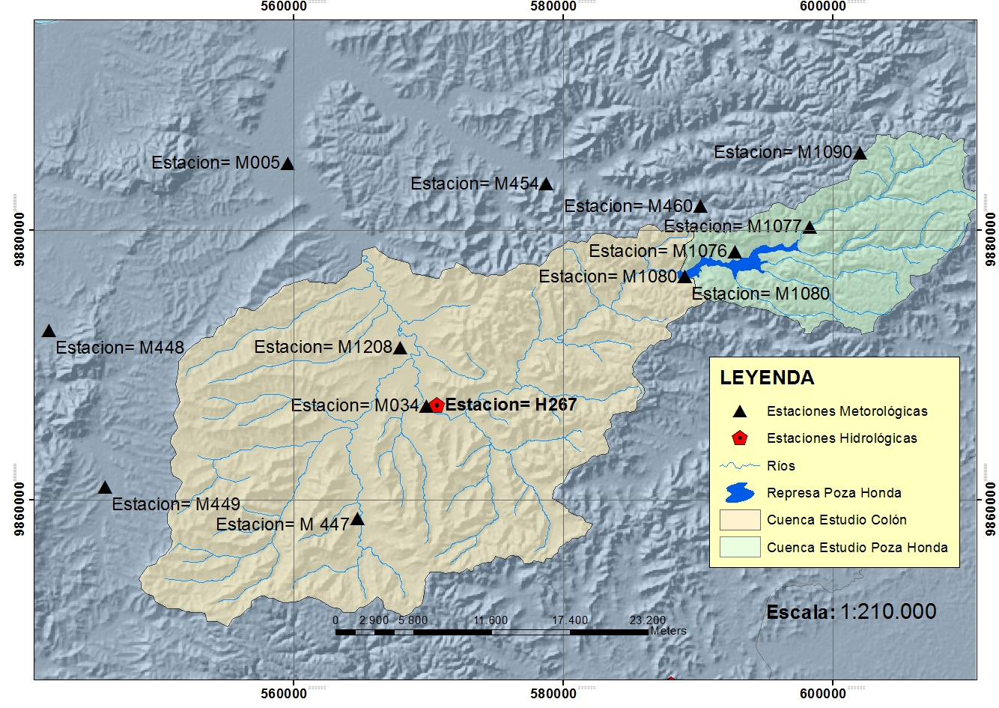 560000
580000
600000
Estacion= M1090
Estacion= M005
Estacion= M454
Estacion= M460
Estacion= M1077
9880000
9880000
Estacion= M1076
Estacion= M1080
Estacion= M1080
Estacion= M448
Estacion= M1208
Estacion= M034
Estacion= H267
LEYENDA
Estaciones Metorológicas
Estaciones Hidrológicas
Ríos
Represa Poza Honda
Cuenca Estudio Colón
Cuenca Estudio Poza Honda
9860000
9860000
Estacion= M449
Estacion= M 447
Escala: 1:210.000
0 2.900 5.800 11.600 17.400 23.200
Meters
560000
580000
600000